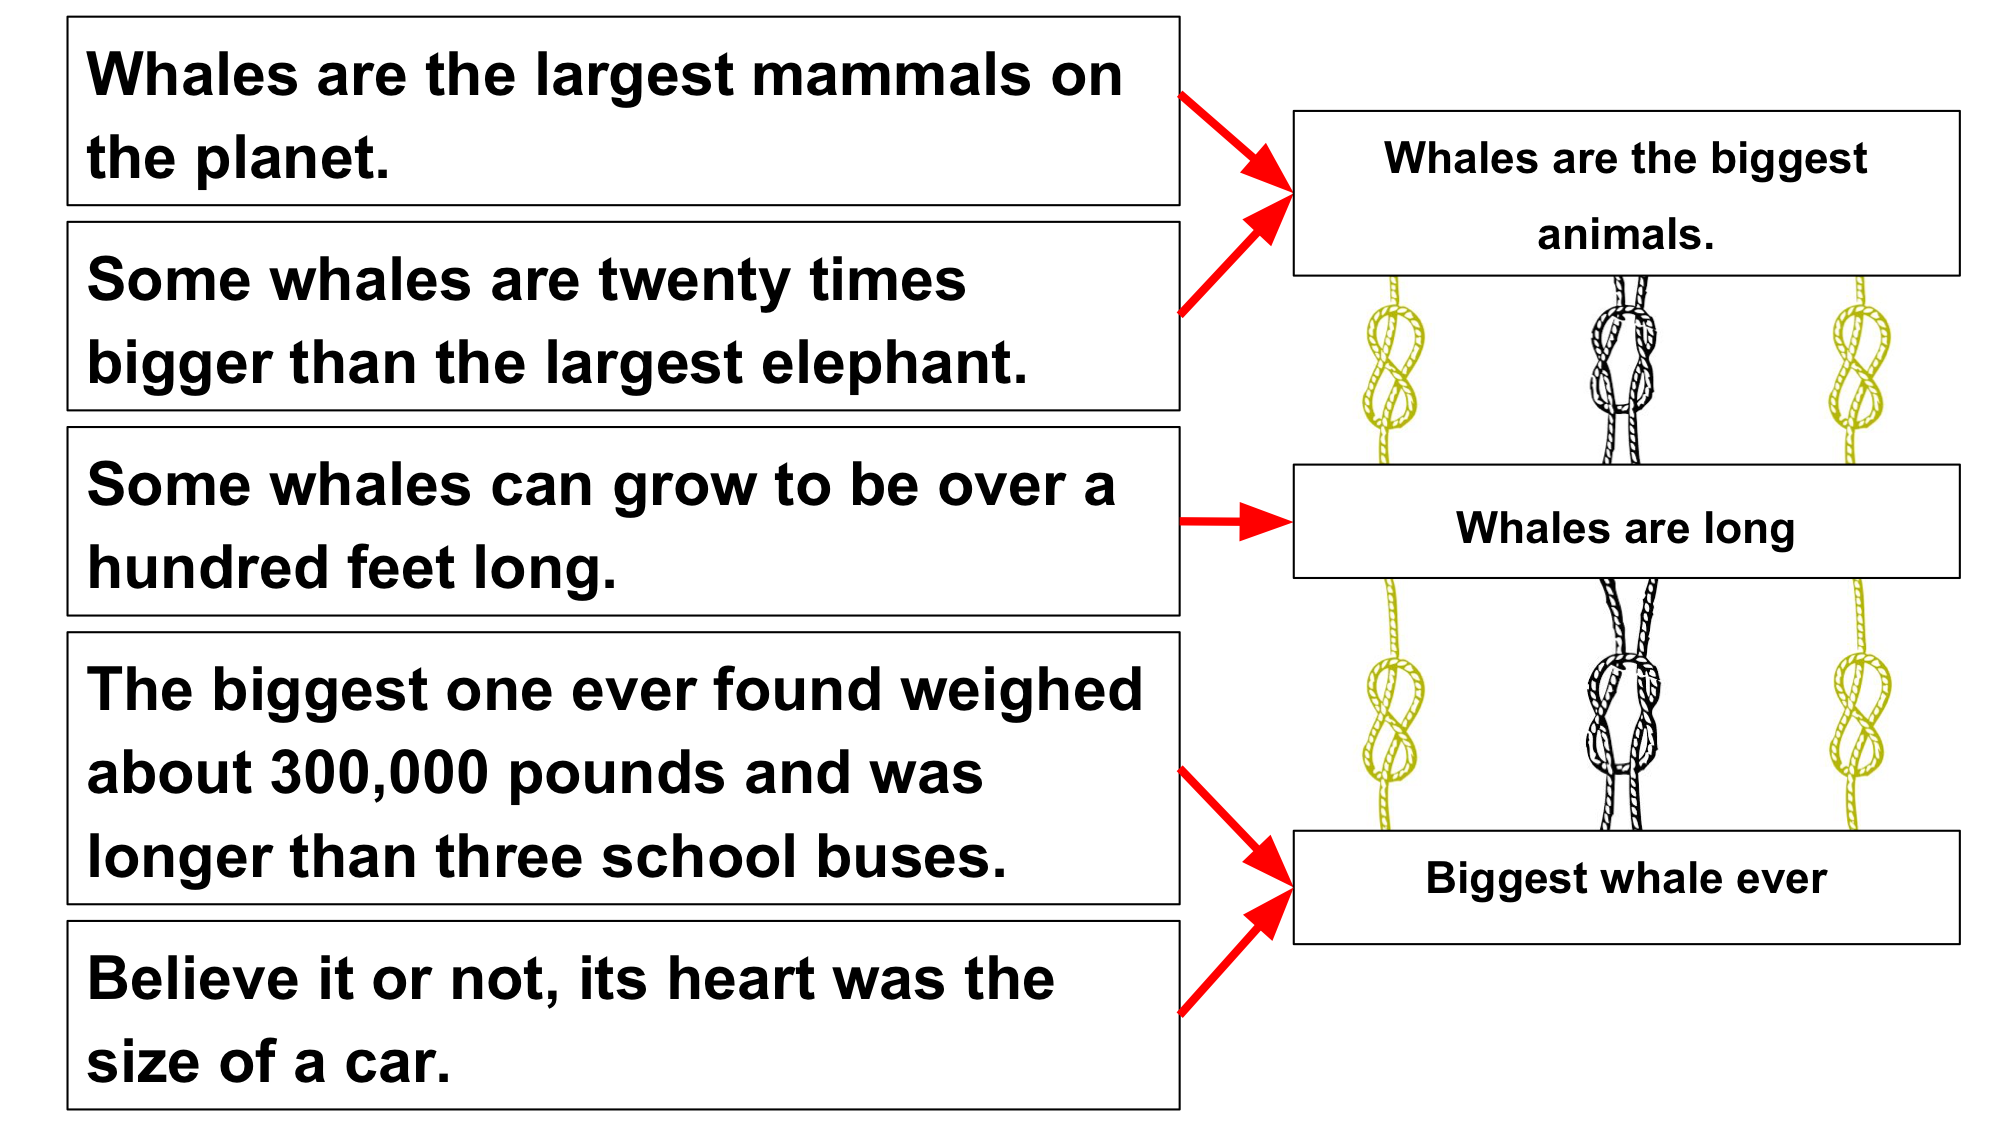 Whales are the largest mammals on
the planet.
Some whales are twenty times
bigger than the largest elephant.
Some whales can grow to be over a
hundred feet long.
The biggest one ever found weighed
about 300,000 pounds and was
longer than three school buses.
Believe it or not, its heart was the
size of a car.
Whales are the biggest
animals.
Whales are long
Biggest whale ever